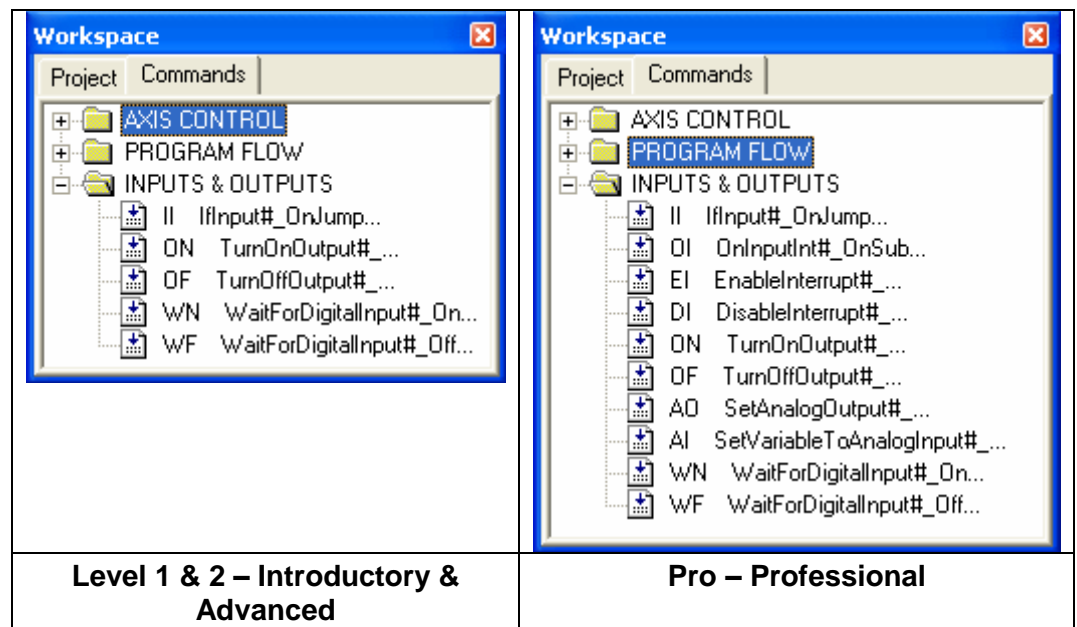 Workspace
Project Commands
AXIS CONTROL
PROGRAM FLOW
INPUTS & OUTPUTS
II IfInput#_OnJump...
ON TurnOnOutput#_...
OF TurnOffOutput#_...
WN WaitForDigitalInput#_On...
WF WaitForDigitalInput#_Off...
Level 1 & 2 – Introductory &
Advanced
Workspace
Project Commands
AXIS CONTROL
PROGRAM FLOW
INPUTS & OUTPUTS
II IfInput#_OnJump...
OI OnInputInt#_OnSub...
EI EnableInterrupt#_...
DI DisableInterrupt#_...
ON TurnOnOutput#_...
OF TurnOffOutput#_...
AO SetAnalogOutput#_...
AI SetVariableToAnalogInput#_...
WN WaitForDigitalInput#_On...
WF WaitForDigitalInput#_Off...
Pro – Professional